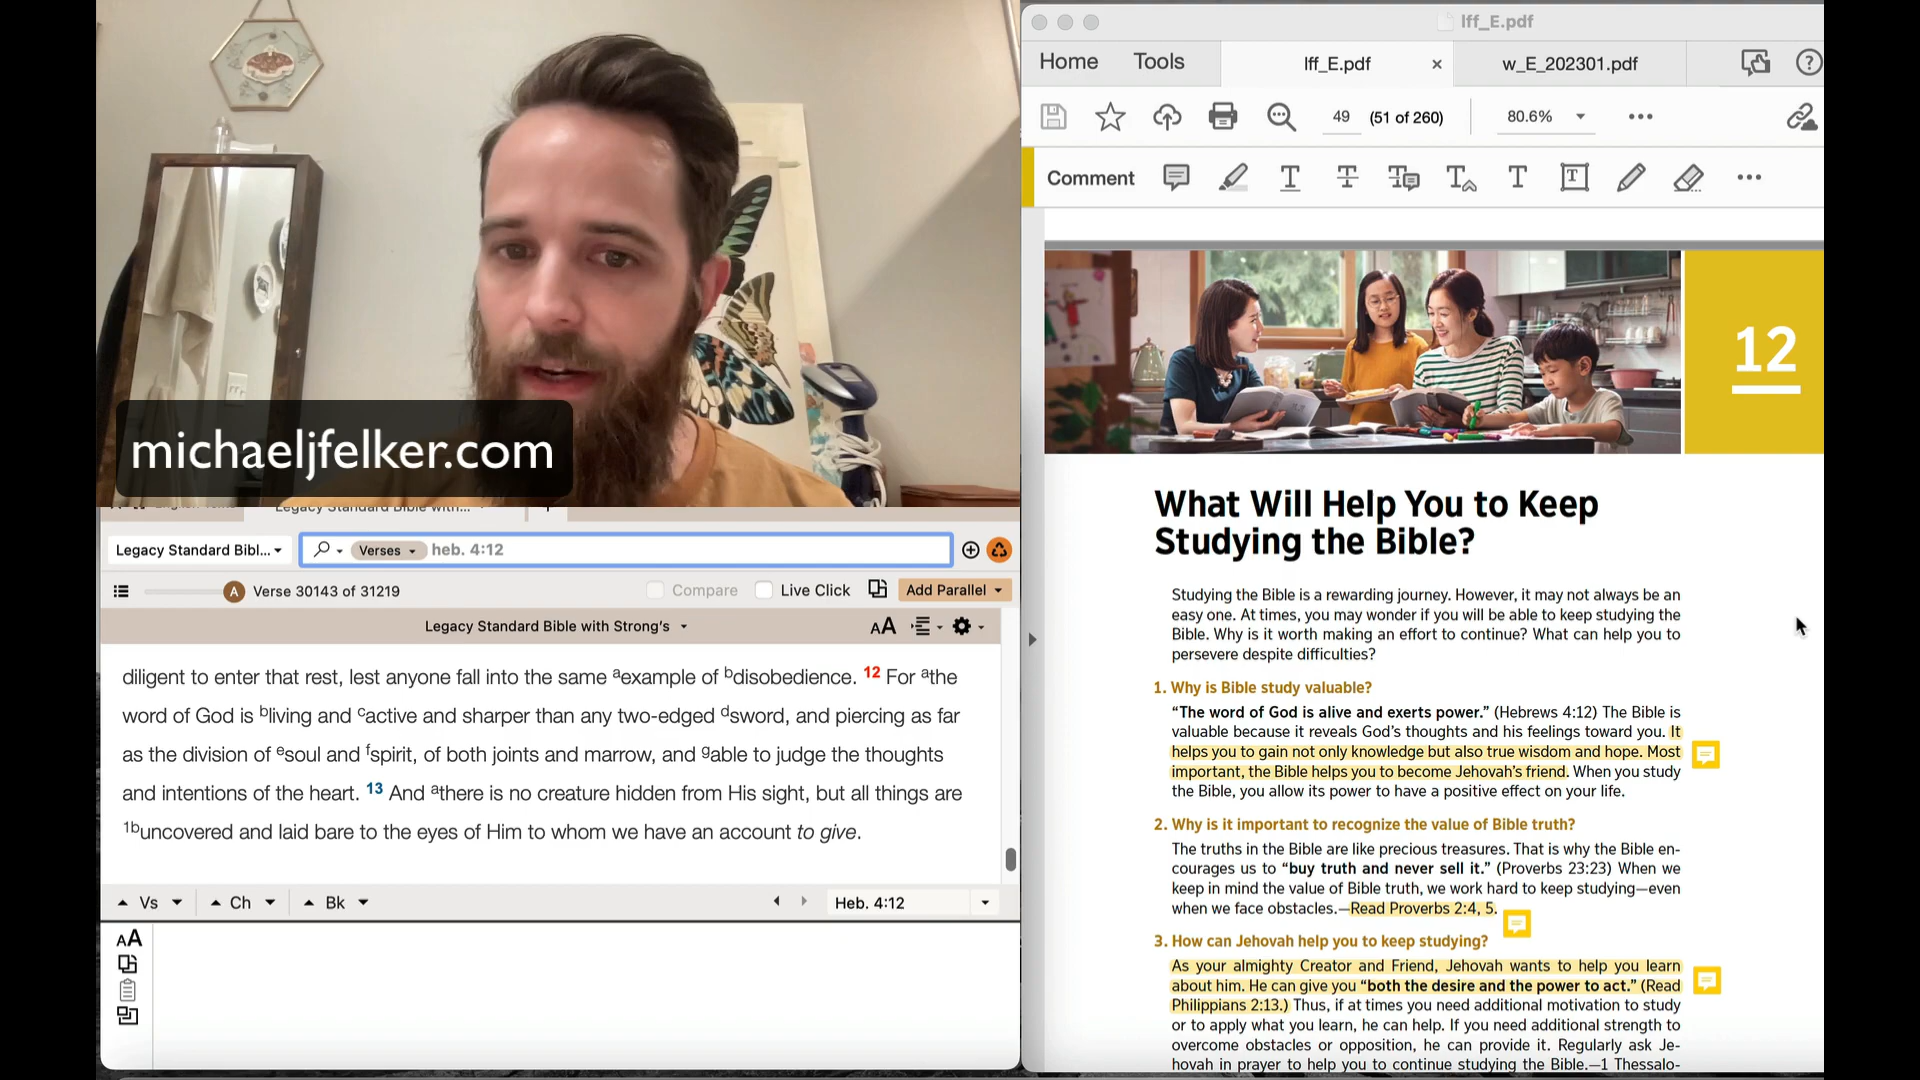 michaeljfelker.com
Legacy Standard Bible with...
Legacy Standard Bibl...
Verses
heb. 4:12
A
Verse 30143 of 31219
Compare
Live Click
Add Parallel
Legacy Standard Bible with Strong's
AA
diligent to enter that rest, lest anyone fall into the same aexample of bdisobedience. 12 For athe
word of God is bliving and cactive and sharper than any two-edged dsword, and piercing as far
as the division of esoul and fspirit, of both joints and marrow, and gable to judge the thoughts
and intentions of the heart. 13 And athere is no creature hidden from His sight, but all things are
1buncovered and laid bare to the eyes of Him to whom we have an account to give.
Vs
Ch
Bk
Heb. 4:12
AA
lff_E.pdf
Home
Tools
lff_E.pdf
w_E_202301.pdf
49
(51 of 260)
80.6%
Comment
12
What Will Help You to Keep
Studying the Bible?
Studying the Bible is a rewarding journey. However, it may not always be an
easy one. At times, you may wonder if you will be able to keep studying the
Bible. Why is it worth making an effort to continue? What can help you to
persevere despite difficulties?
1. Why is Bible study valuable?
“The word of God is alive and exerts power.” (Hebrews 4:12) The Bible is
valuable because it reveals God’s thoughts and his feelings toward you. It
helps you to gain not only knowledge but also true wisdom and hope. Most
important, the Bible helps you to become Jehovah’s friend. When you study
the Bible, you allow its power to have a positive effect on your life.
2. Why is it important to recognize the value of Bible truth?
The truths in the Bible are like precious treasures. That is why the Bible en-
courages us to “buy truth and never sell it.” (Proverbs 23:23) When we
keep in mind the value of Bible truth, we work hard to keep studying—even
when we face obstacles.—Read Proverbs 2:4, 5.
3. How can Jehovah help you to keep studying?
As your almighty Creator and Friend, Jehovah wants to help you learn
about him. He can give you “both the desire and the power to act.” (Read
Philippians 2:13.) Thus, if at times you need additional motivation to study
or to apply what you learn, he can help. If you need additional strength to
overcome obstacles or opposition, he can provide it. Regularly ask Je-
hovah in prayer to help you to continue studying the Bible.—1 Thessalo-